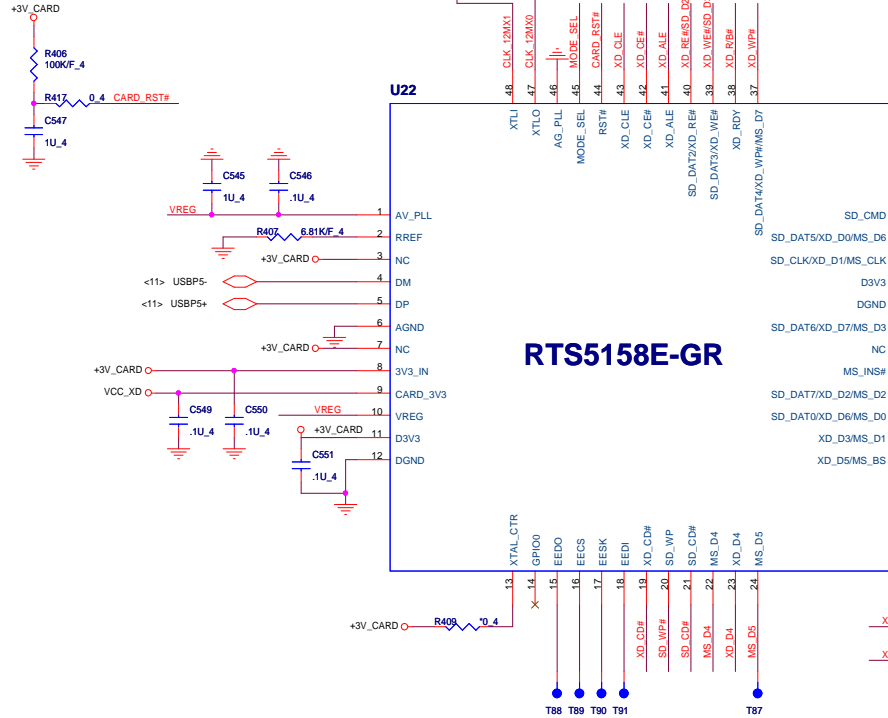 +3V_CARD
R406
100K/F_4
R417 0_4 CARD_RST#
C547
1U_4
CLK_12MX1
CLK_12MX0
MODE_SEL
CARD_RST#
XD_CLE
XD_CE#
XD_ALE
XD_RE#/SD_D2
XD_WE#/SD_D
XD_R/B#
XD_WP#
48 47 46 45 44 43 42 41 40 39 38 37
U22
XTLI
XTLO
AG_PLL
MODE_SEL
RST#
XD_CLE
XD_CE#
XD_ALE
SD_DAT2/XD_RE#
SD_DAT3/XD_WE#
XD_RDY
SD_DAT4/XD_WP#/MS_D7
C545
1U_4
C546
.1U_4
VREG 1 AV_PLL
R407 6.81K/F_4 2 RREF
+3V_CARD 3 NC
<11> USBP5- 4 DM
<11> USBP5+ 5 DP
6 AGND
+3V_CARD 7 NC
+3V_CARD 8 3V3_IN
VCC_XD 9 CARD_3V3
C549
.1U_4
C550
.1U_4
VREG 10 VREG
+3V_CARD 11 D3V3
C551
.1U_4
12 DGND
RTS5158E-GR
SD_CMD
SD_DAT5/XD_D0/MS_D6
SD_CLK/XD_D1/MS_CLK
D3V3
DGND
SD_DAT6/XD_D7/MS_D3
NC
MS_INS#
SD_DAT7/XD_D2/MS_D2
SD_DAT0/XD_D6/MS_D0
XD_D3/MS_D1
XD_D5/MS_BS
XTAL_CTR
GPIO0
EEDO
EECS
EESK
EEDI
XD_CD#
SD_WP
SD_CD#
MS_D4
XD_D4
MS_D5
13 14 15 16 17 18 19 20 21 22 23 24
+3V_CARD R409 *0_4
XD_CD#
SD_WP#
SD_CD#
MS_D4
XD_D4
MS_D5
X
X
T88 T89 T90 T91 T87